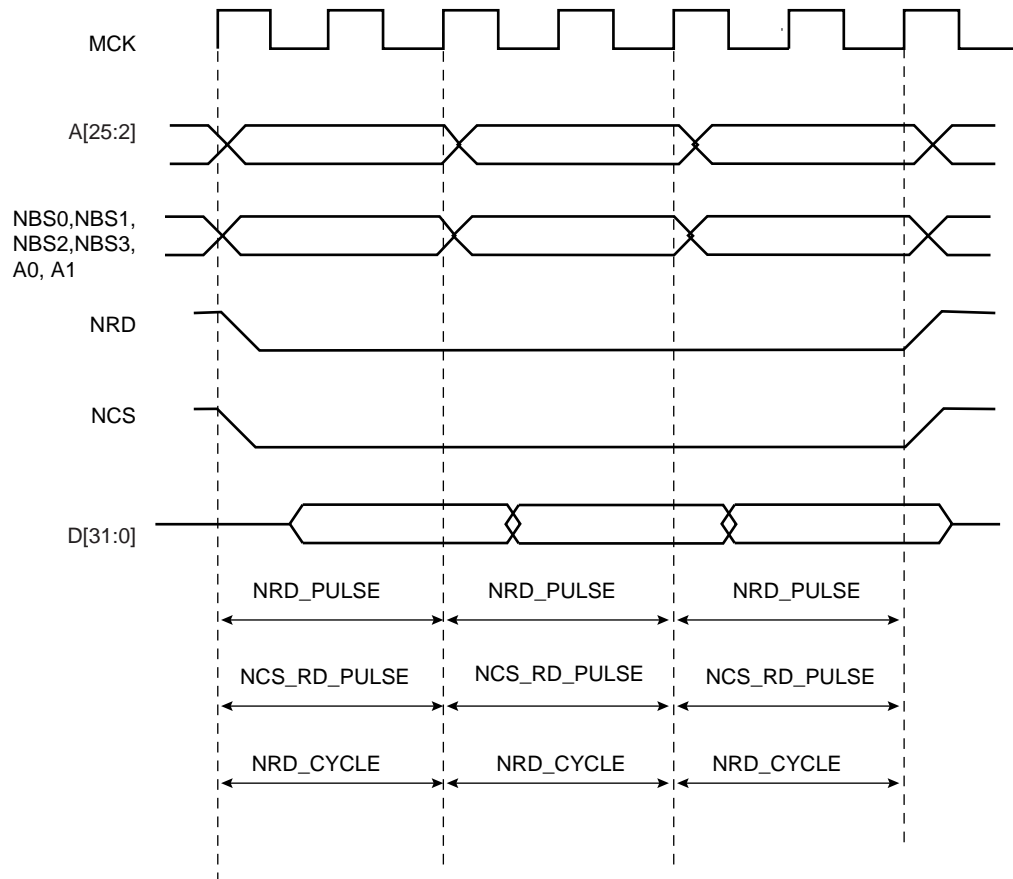 MCK
A[25:2]
NBS0,NBS1,
NBS2,NBS3,
A0, A1
NRD
NCS
D[31:0]
NRD_PULSE NRD_PULSE NRD_PULSE
NCS_RD_PULSE NCS_RD_PULSE NCS_RD_PULSE
NRD_CYCLE NRD_CYCLE NRD_CYCLE